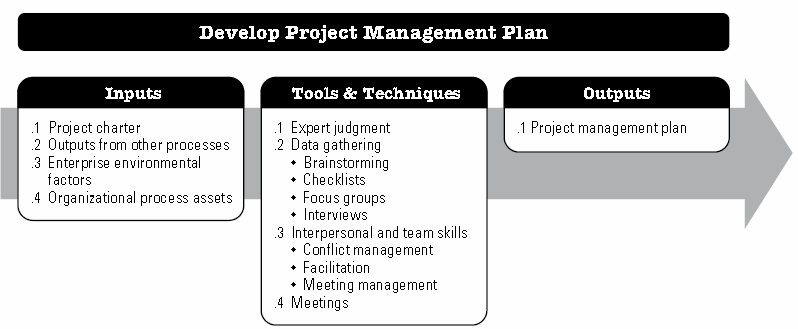 Develop Project Management Plan
Inputs
.1 Project charter
.2 Outputs from other processes
.3 Enterprise environmental
factors
.4 Organizational process assets
Tools & Techniques
.1 Expert judgment
.2 Data gathering
• Brainstorming
• Checklists
• Focus groups
• Interviews
.3 Interpersonal and team skills
• Conflict management
• Facilitation
• Meeting management
.4 Meetings
Outputs
.1 Project management plan